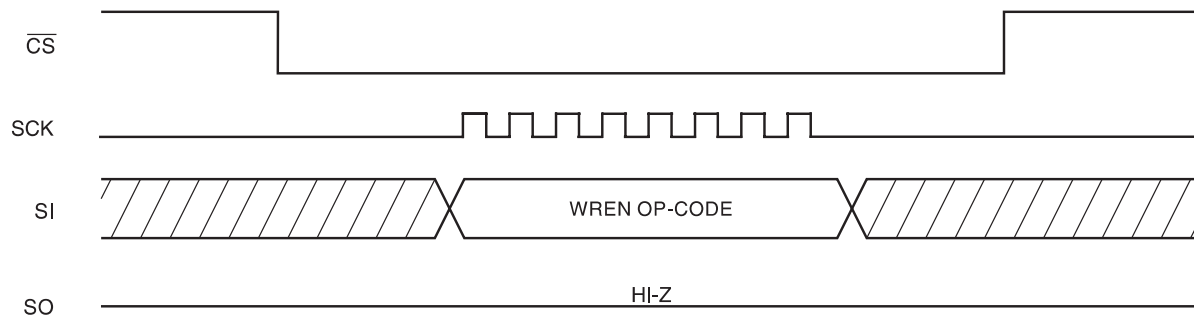 CS
SCK
SI
WREN OP-CODE
SO
HI-Z